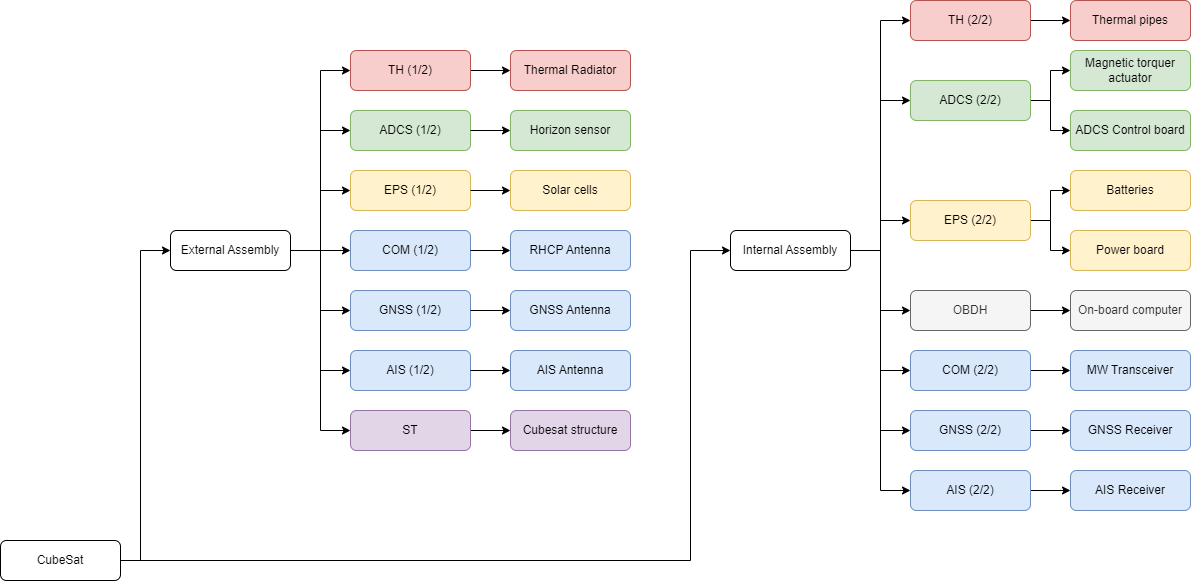 CubeSat
External Assembly
TH (1/2)
Thermal Radiator
ADCS (1/2)
Horizon sensor
EPS (1/2)
Solar cells
COM (1/2)
RHCP Antenna
GNSS (1/2)
GNSS Antenna
AIS (1/2)
AIS Antenna
ST
Cubesat structure
Internal Assembly
TH (2/2)
Thermal pipes
ADCS (2/2)
Magnetic torquer
actuator
ADCS Control board
EPS (2/2)
Batteries
Power board
OBDH
On-board computer
COM (2/2)
MW Transceiver
GNSS (2/2)
GNSS Receiver
AIS (2/2)
AIS Receiver